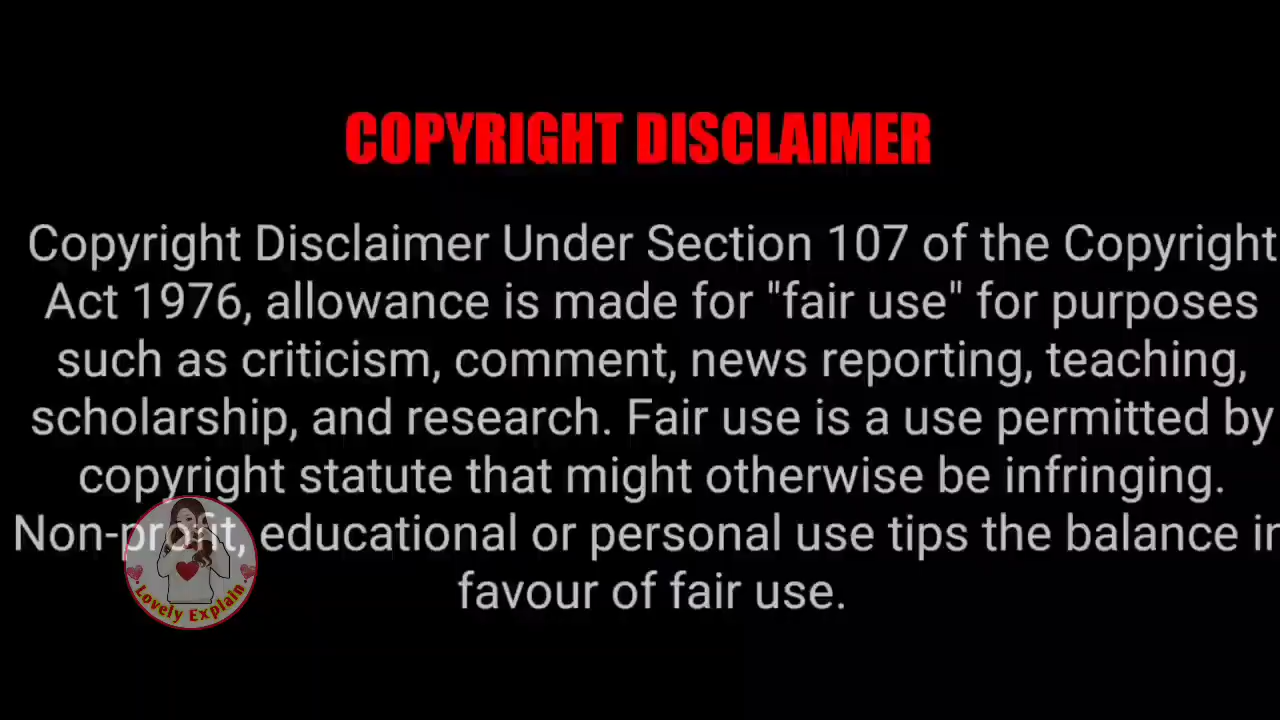 COPYRIGHT DISCLAIMER
Copyright Disclaimer Under Section 107 of the Copyright
Act 1976, allowance is made for "fair use" for purposes
such as criticism, comment, news reporting, teaching,
scholarship, and research. Fair use is a use permitted by
copyright statute that might otherwise be infringing.
Non-profit, educational or personal use tips the balance in
favour of fair use.
Lovely Explain